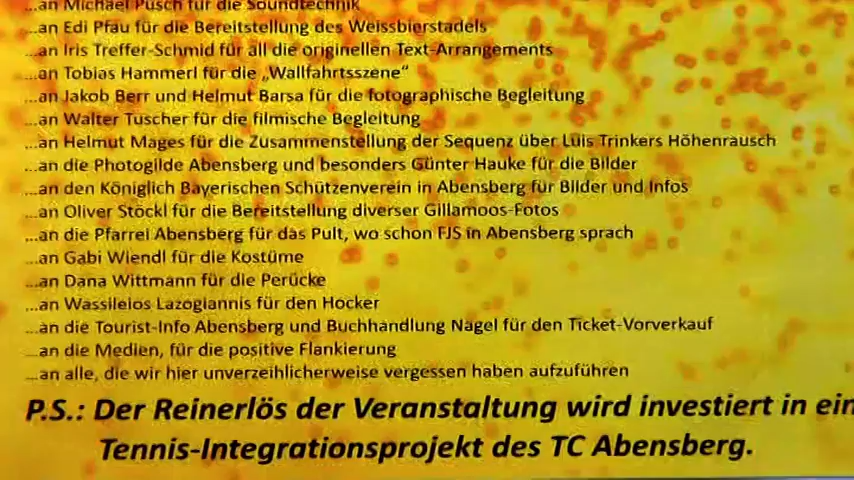 ...an Michael Pusch für die Soundtechnik
...an Edi Pfau für die Bereitstellung des Weissbierstadels
...an Iris Treffer-Schmid für all die originellen Text-Arrangements
...an Tobias Hammerl für die „Wallfahrtsszene“
...an Jakob Berr und Helmut Barsa für die fotographische Begleitung
...an Walter Tuscher für die filmische Begleitung
...an Helmut Mages für die Zusammenstellung der Sequenz über Luis Trinkers Höhenrausch
...an die Photogilde Abensberg und besonders Günter Hauke für die Bilder
...an den Königlich Bayerischen Schützenverein in Abensberg für Bilder und Infos
...an Oliver Stöckl für die Bereitstellung diverser Gillamoos-Fotos
...an die Pfarrei Abensberg für das Pult, wo schon FJS in Abensberg sprach
...an Gabi Wiendl für die Kostüme
...an Dana Wittmann für die Perücke
...an Wassileios Lazogiannis für den Hocker
...an die Tourist-Info Abensberg und Buchhandlung Nagel für den Ticket-Vorverkauf
...an die Medien, für die positive Flankierung
...an alle, die wir hier unverzeihlicherweise vergessen haben aufzuführen
P.S.: Der Reinerlös der Veranstaltung wird investiert in ein
Tennis-Integrationsprojekt des TC Abensberg.